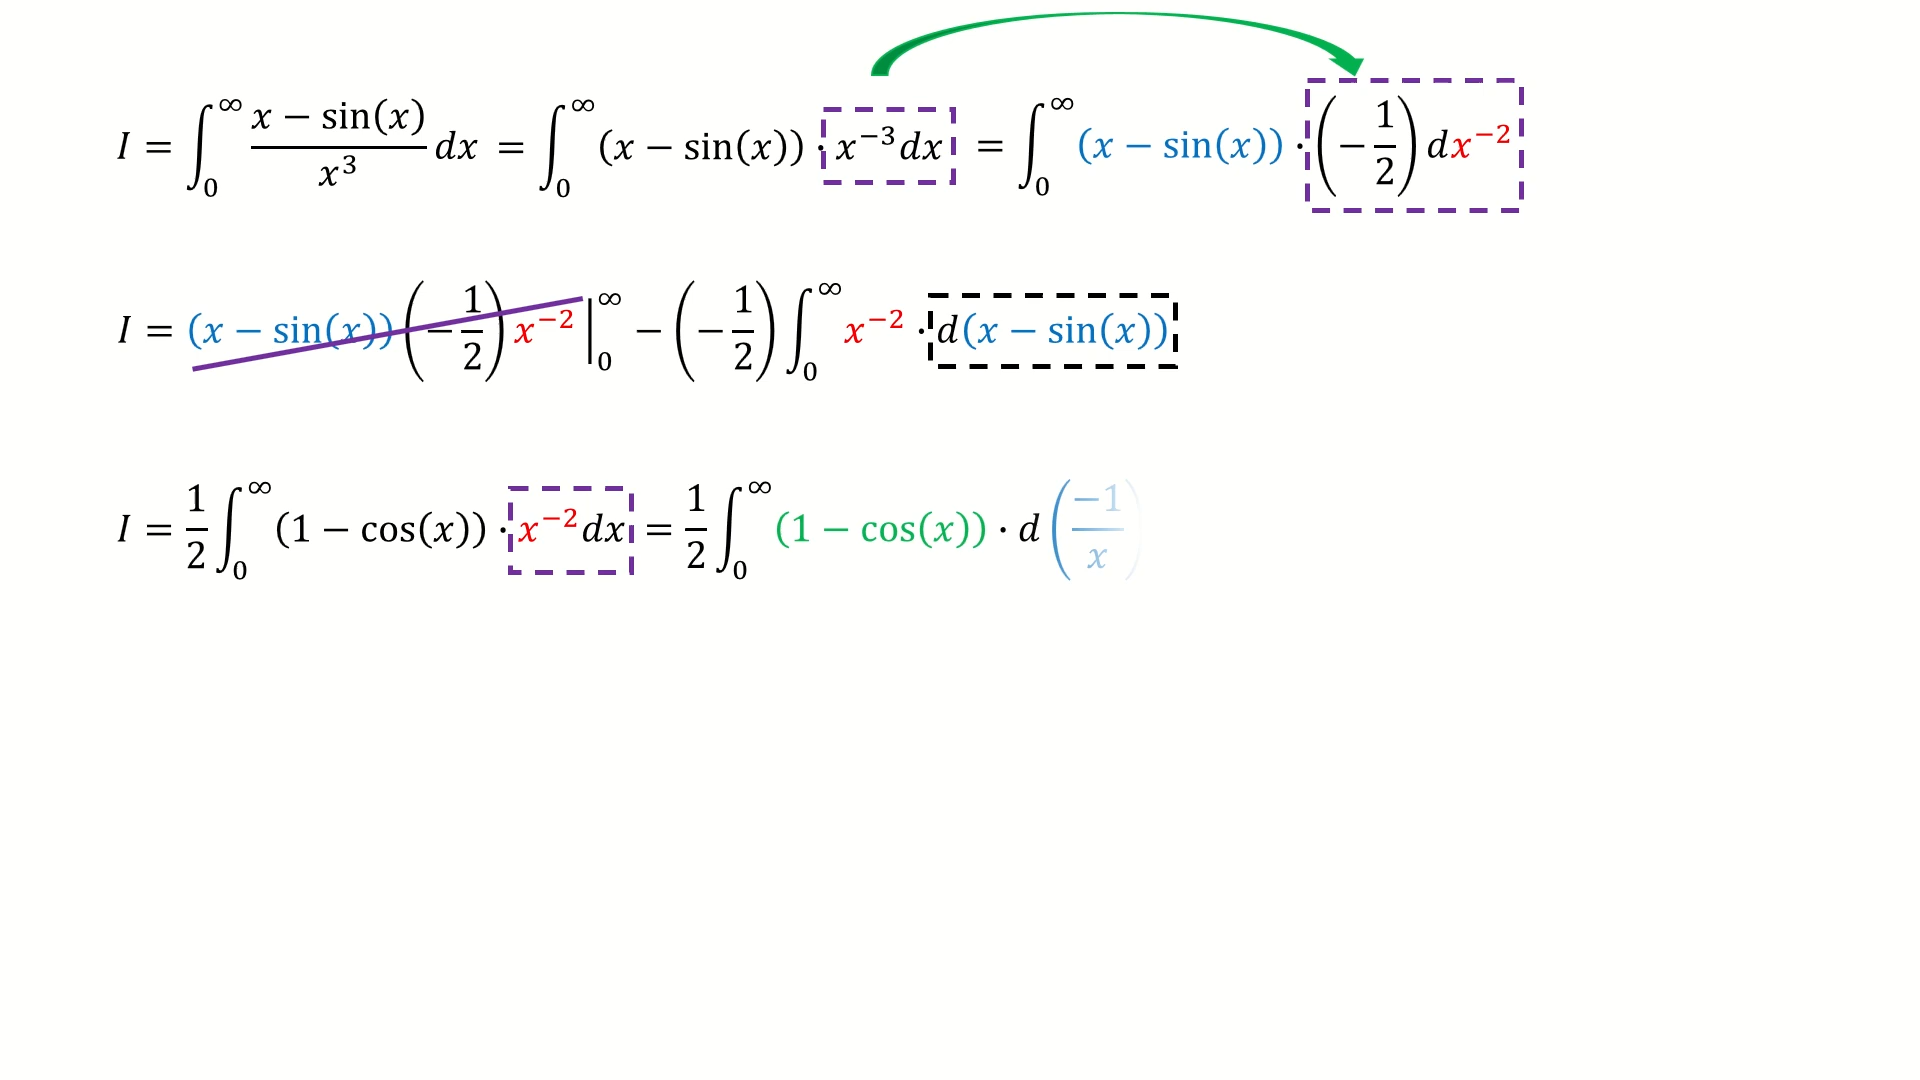 I = ∫₀^∞ (x − sin(x))/x³ dx = ∫₀^∞ (x − sin(x)) · x⁻³dx = ∫₀^∞ (x − sin(x)) · (−1/2) dx⁻²
I = (x − sin(x)) (−1/2) x⁻² |₀^∞ − (−1/2) ∫₀^∞ x⁻² · d(x − sin(x))
I = 1/2 ∫₀^∞ (1 − cos(x)) · x⁻²dx = 1/2 ∫₀^∞ (1 − cos(x)) · d(−1/x)